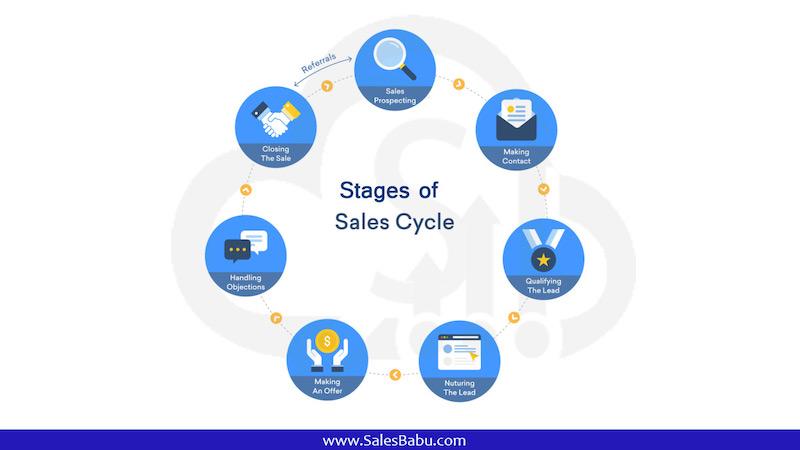 Referrals
Sales
Prospecting
Making
Contact
Qualifying
The Lead
Nuturing
The Lead
Making
An Offer
Handling
Objections
Closing
The Sale
Stages of
Sales Cycle
www.SalesBabu.com